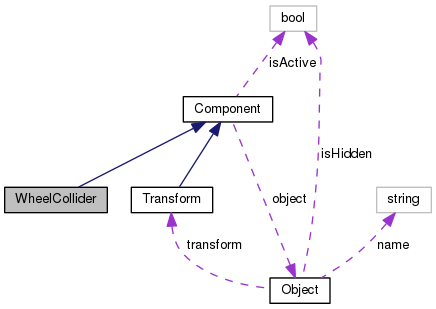 bool
isActive
Component
isHidden
WheelCollider
Transform
object
string
transform
name
Object